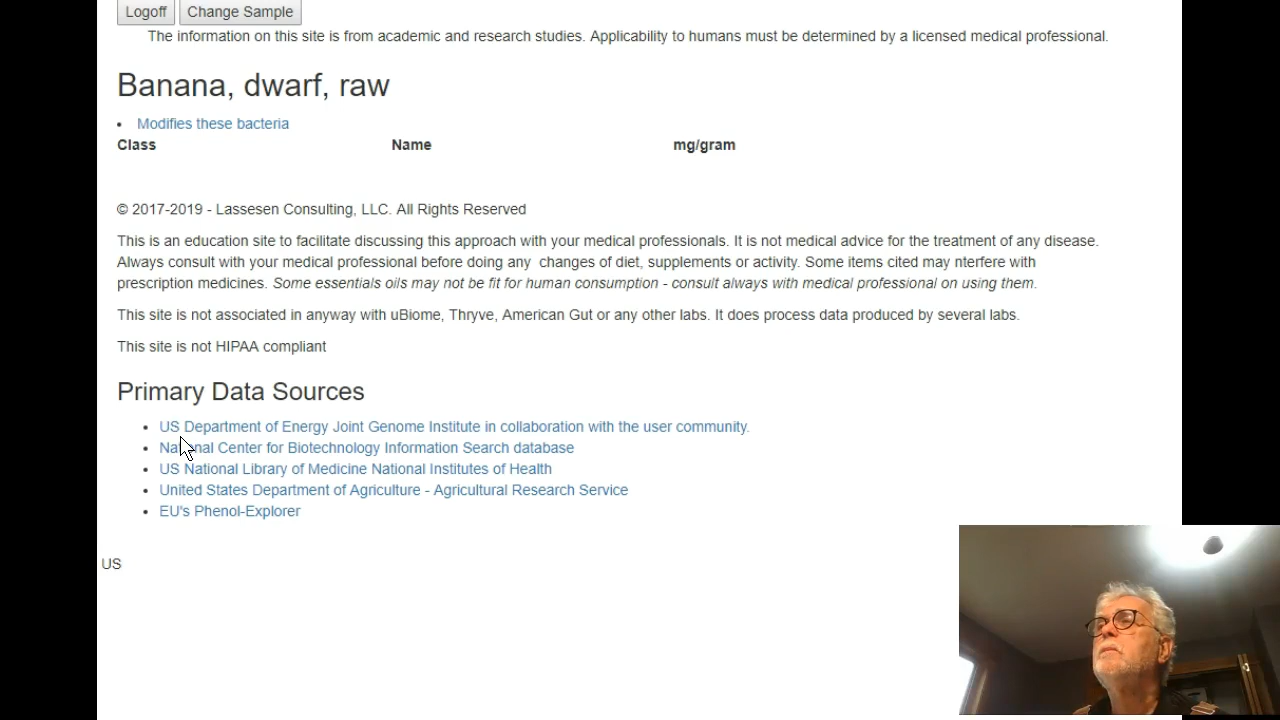 Logoff Change Sample
The information on this site is from academic and research studies. Applicability to humans must be determined by a licensed medical professional.
Banana, dwarf, raw
Modifies these bacteria
Class Name mg/gram
© 2017-2019 - Lassesen Consulting, LLC. All Rights Reserved
This is an education site to facilitate discussing this approach with your medical professionals. It is not medical advice for the treatment of any disease.
Always consult with your medical professional before doing any changes of diet, supplements or activity. Some items cited may nterfere with
prescription medicines. Some essentials oils may not be fit for human consumption - consult always with medical professional on using them.
This site is not associated in anyway with uBiome, Thryve, American Gut or any other labs. It does process data produced by several labs.
This site is not HIPAA compliant
Primary Data Sources
US Department of Energy Joint Genome Institute in collaboration with the user community.
National Center for Biotechnology Information Search database
US National Library of Medicine National Institutes of Health
United States Department of Agriculture - Agricultural Research Service
EU's Phenol-Explorer
US